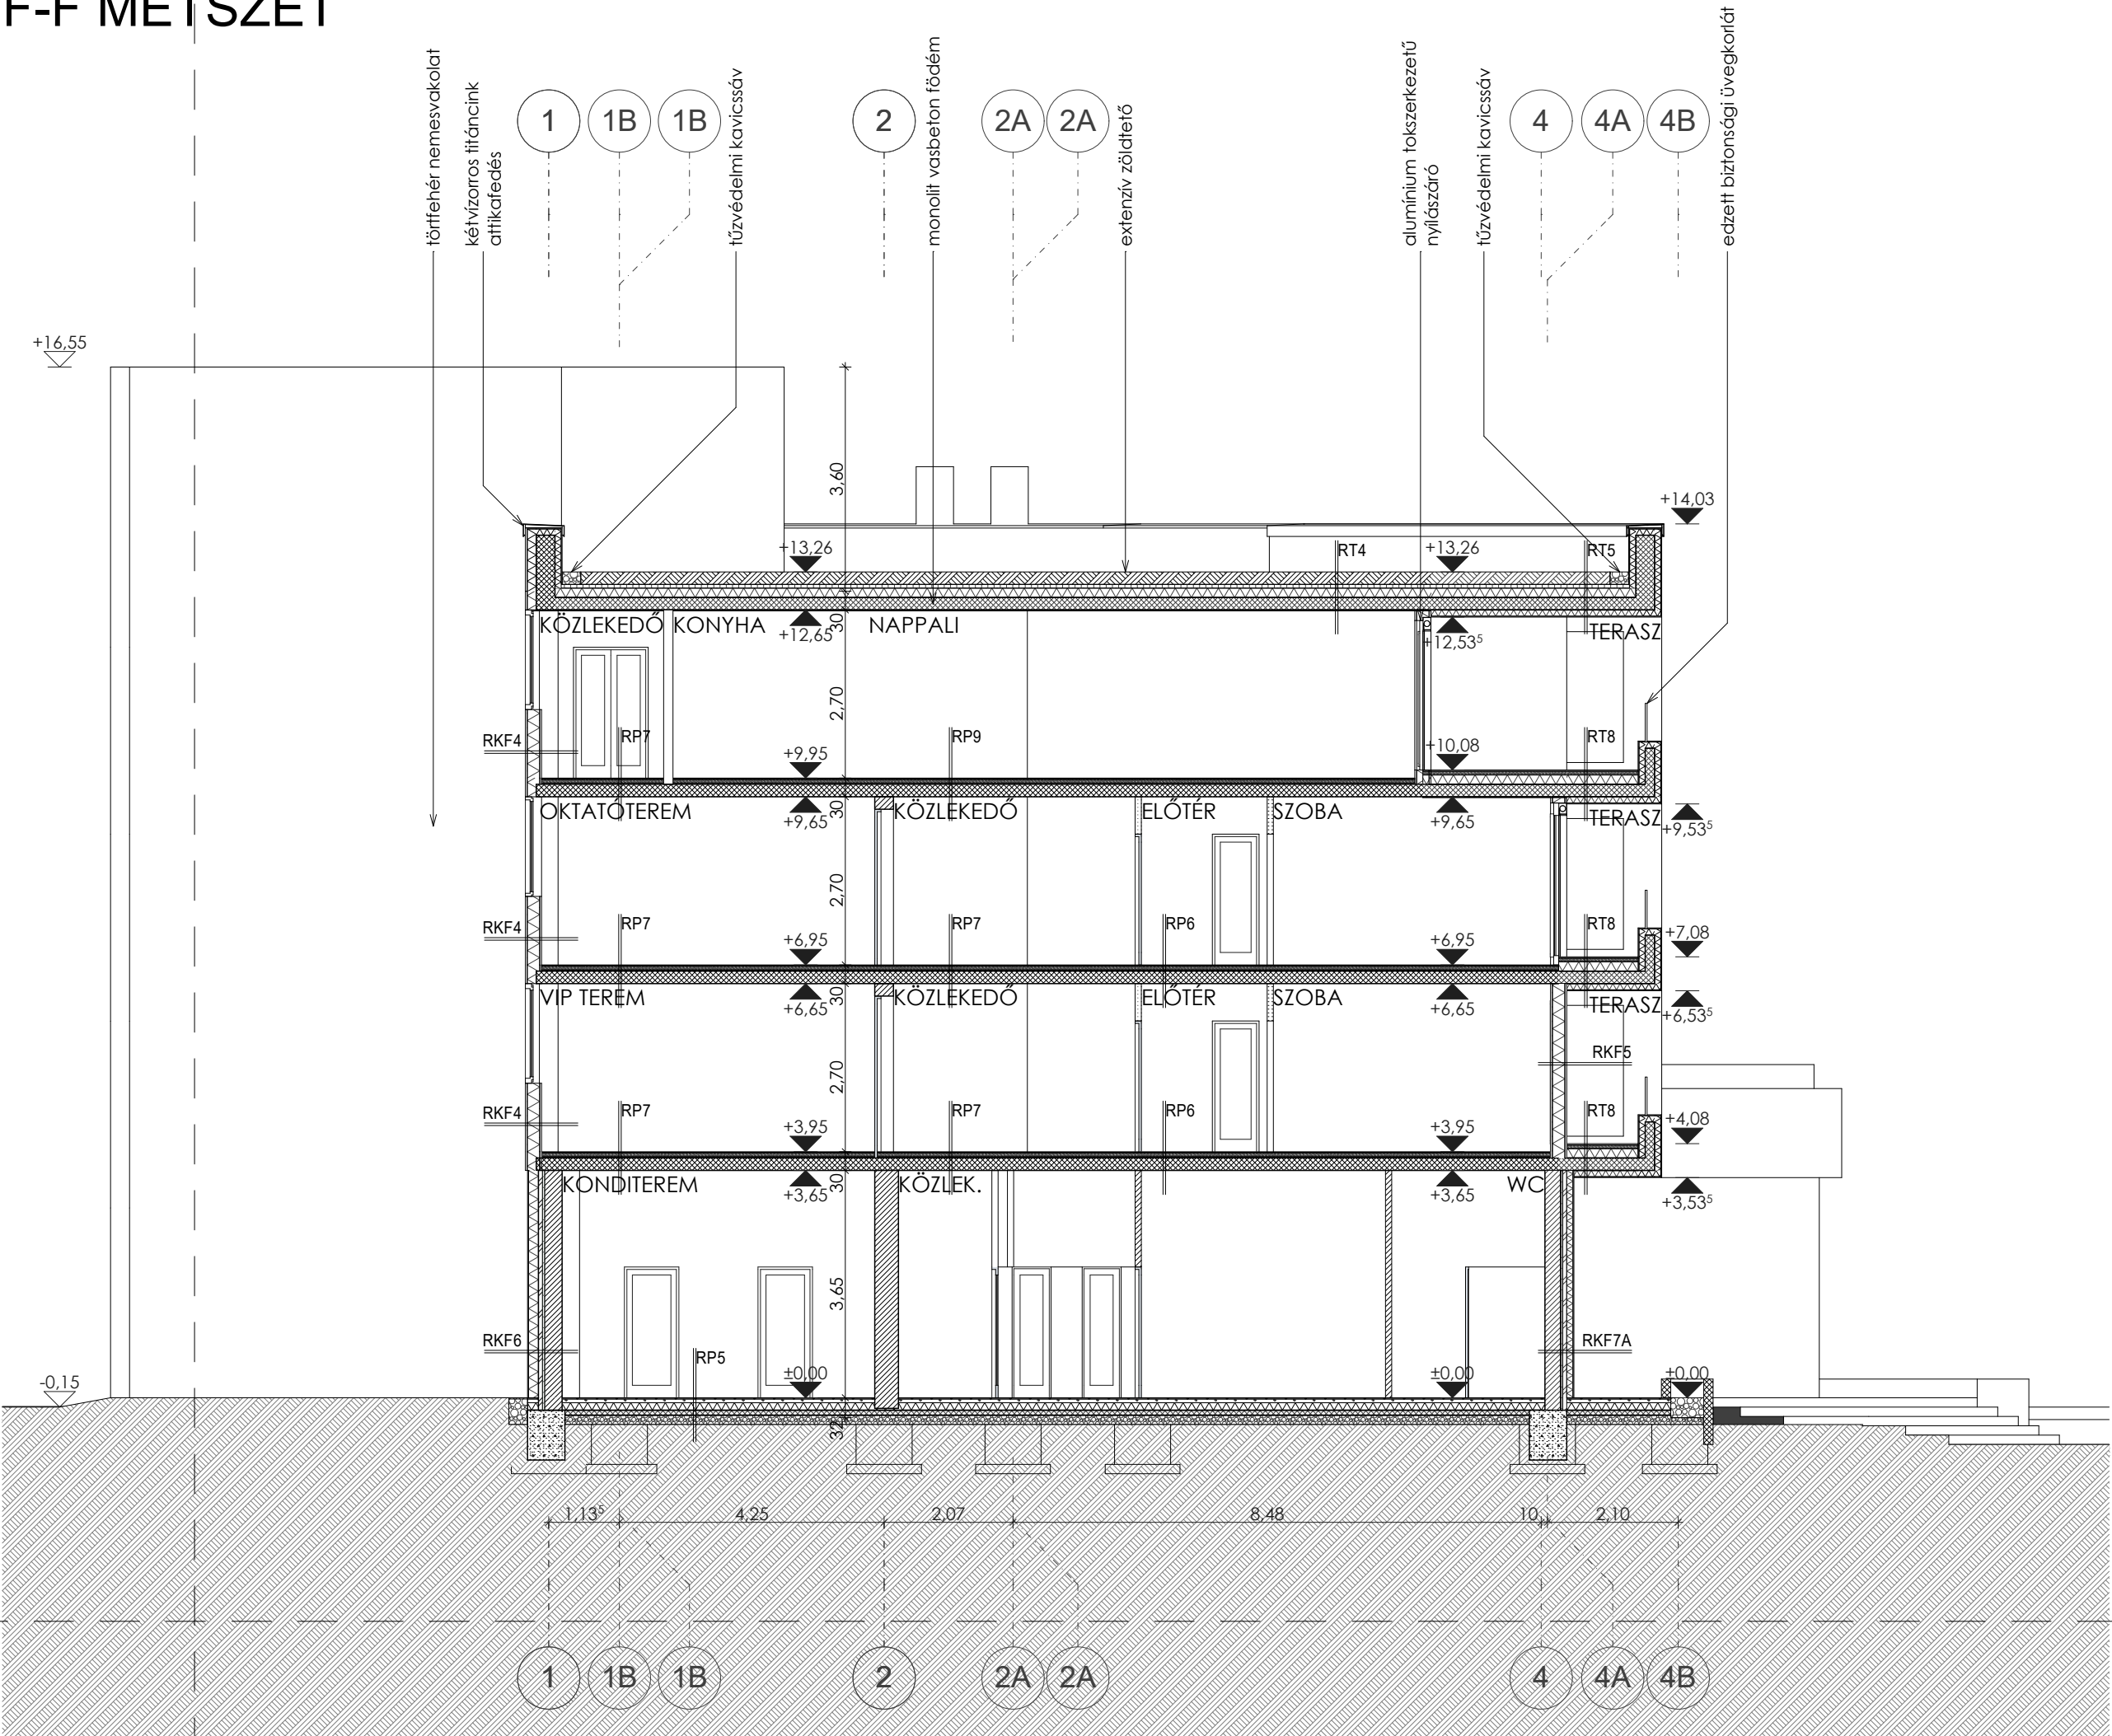 F-F METSZET
törtfehér nemesvakolat
kétvízorros titáncink
attikafedés
tűzvédelmi kavicssáv
monolit vasbeton födém
extenzív zöldtető
alumínium tokszerkezetű
nyílászáró
tűzvédelmi kavicssáv
edzett biztonsági üvegkorlát
1 1B 1B 2 2A 2A 4 4A 4B
+16,55
3,60
+14,03
+13,26 RT4 +13,26 RT5
KÖZLEKEDŐ KONYHA +12,65 30 NAPPALI +12,53⁵ TERASZ
2,70
RKF4 RP7 RP9 RT8
+9,95 +10,08
OKTATÓTEREM +9,65 30 KÖZLEKEDŐ ELŐTÉR SZOBA +9,65 TERASZ +9,53⁵
2,70
RKF4 RP7 RP7 RP6 RT8
+6,95 +6,95 +7,08
VIP TEREM +6,65 30 KÖZLEKEDŐ ELŐTÉR SZOBA +6,65 TERASZ +6,53⁵
2,70 RKF5
RKF4 RP7 RP7 RP6 RT8
+3,95 +3,95 +4,08
KONDITEREM +3,65 30 KÖZLEK. +3,65 WC +3,53⁵
3,65
RKF6 RP5 RKF7A
-0,15 ±0,00 ±0,00 ±0,00
32
1,13⁵ 4,25 2,07 8,48 10 2,10
1 1B 1B 2 2A 2A 4 4A 4B